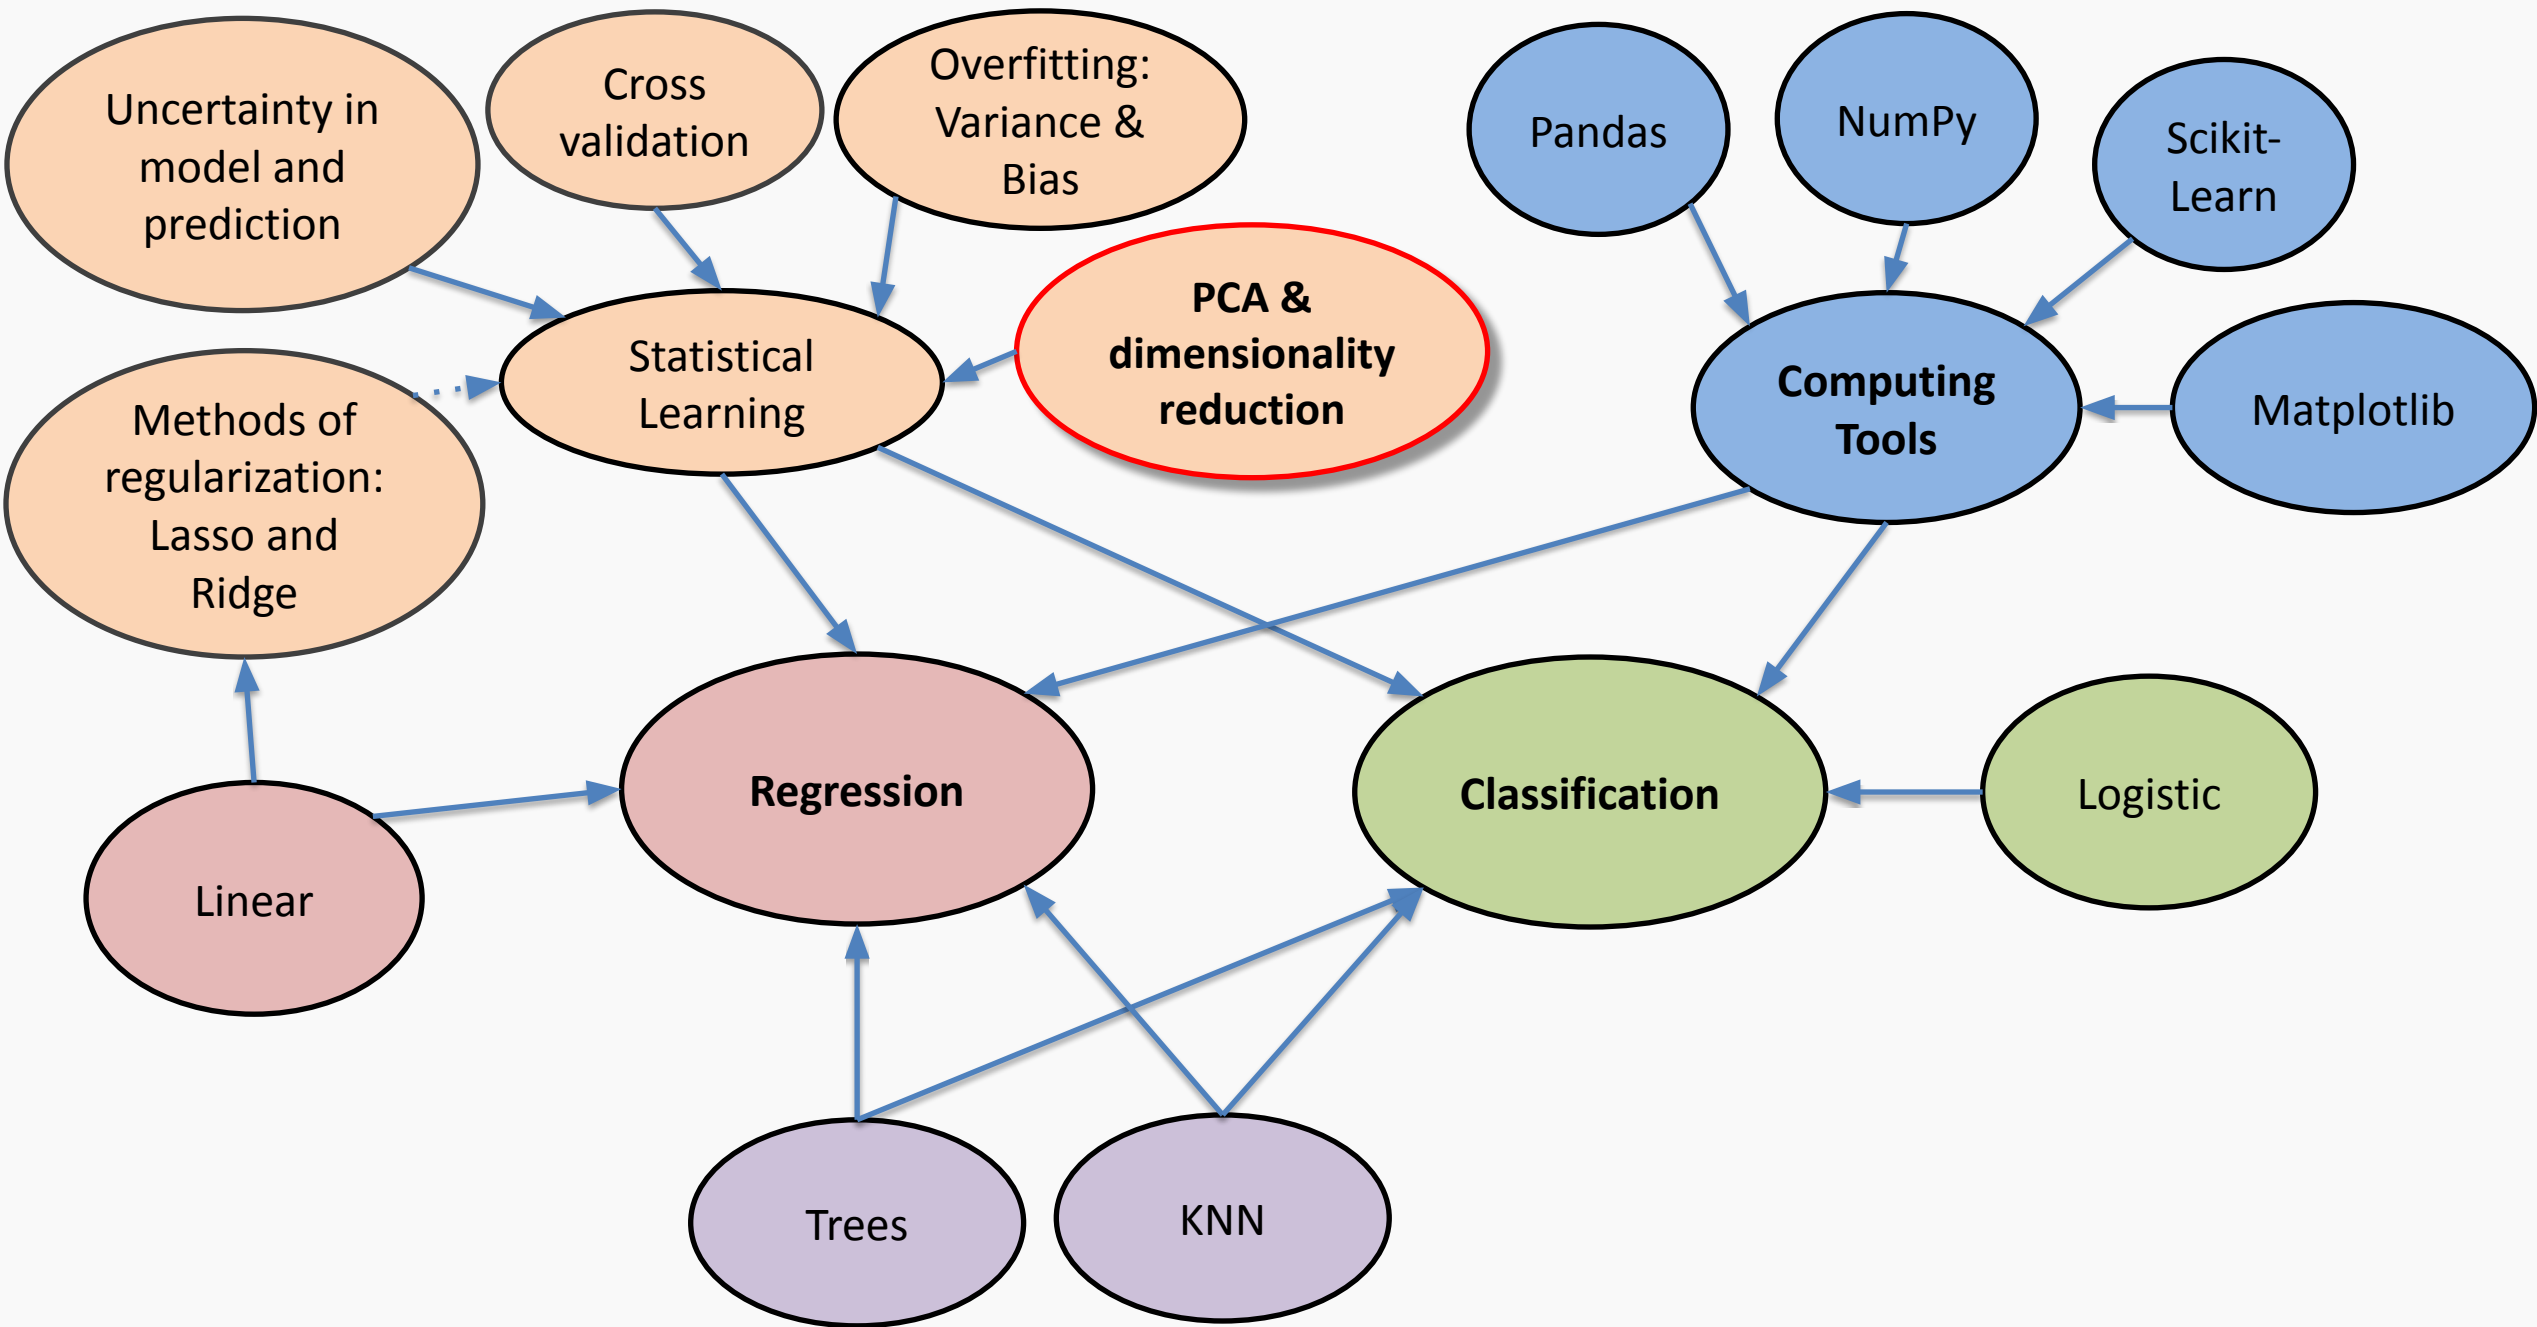 Uncertainty in
model and
prediction
Cross
validation
Overfitting:
Variance &
Bias
Pandas
NumPy
Scikit-
Learn
PCA &
dimensionality
reduction
Statistical
Learning
Computing
Tools
Matplotlib
Methods of
regularization:
Lasso and
Ridge
Regression
Classification
Logistic
Linear
Trees
KNN